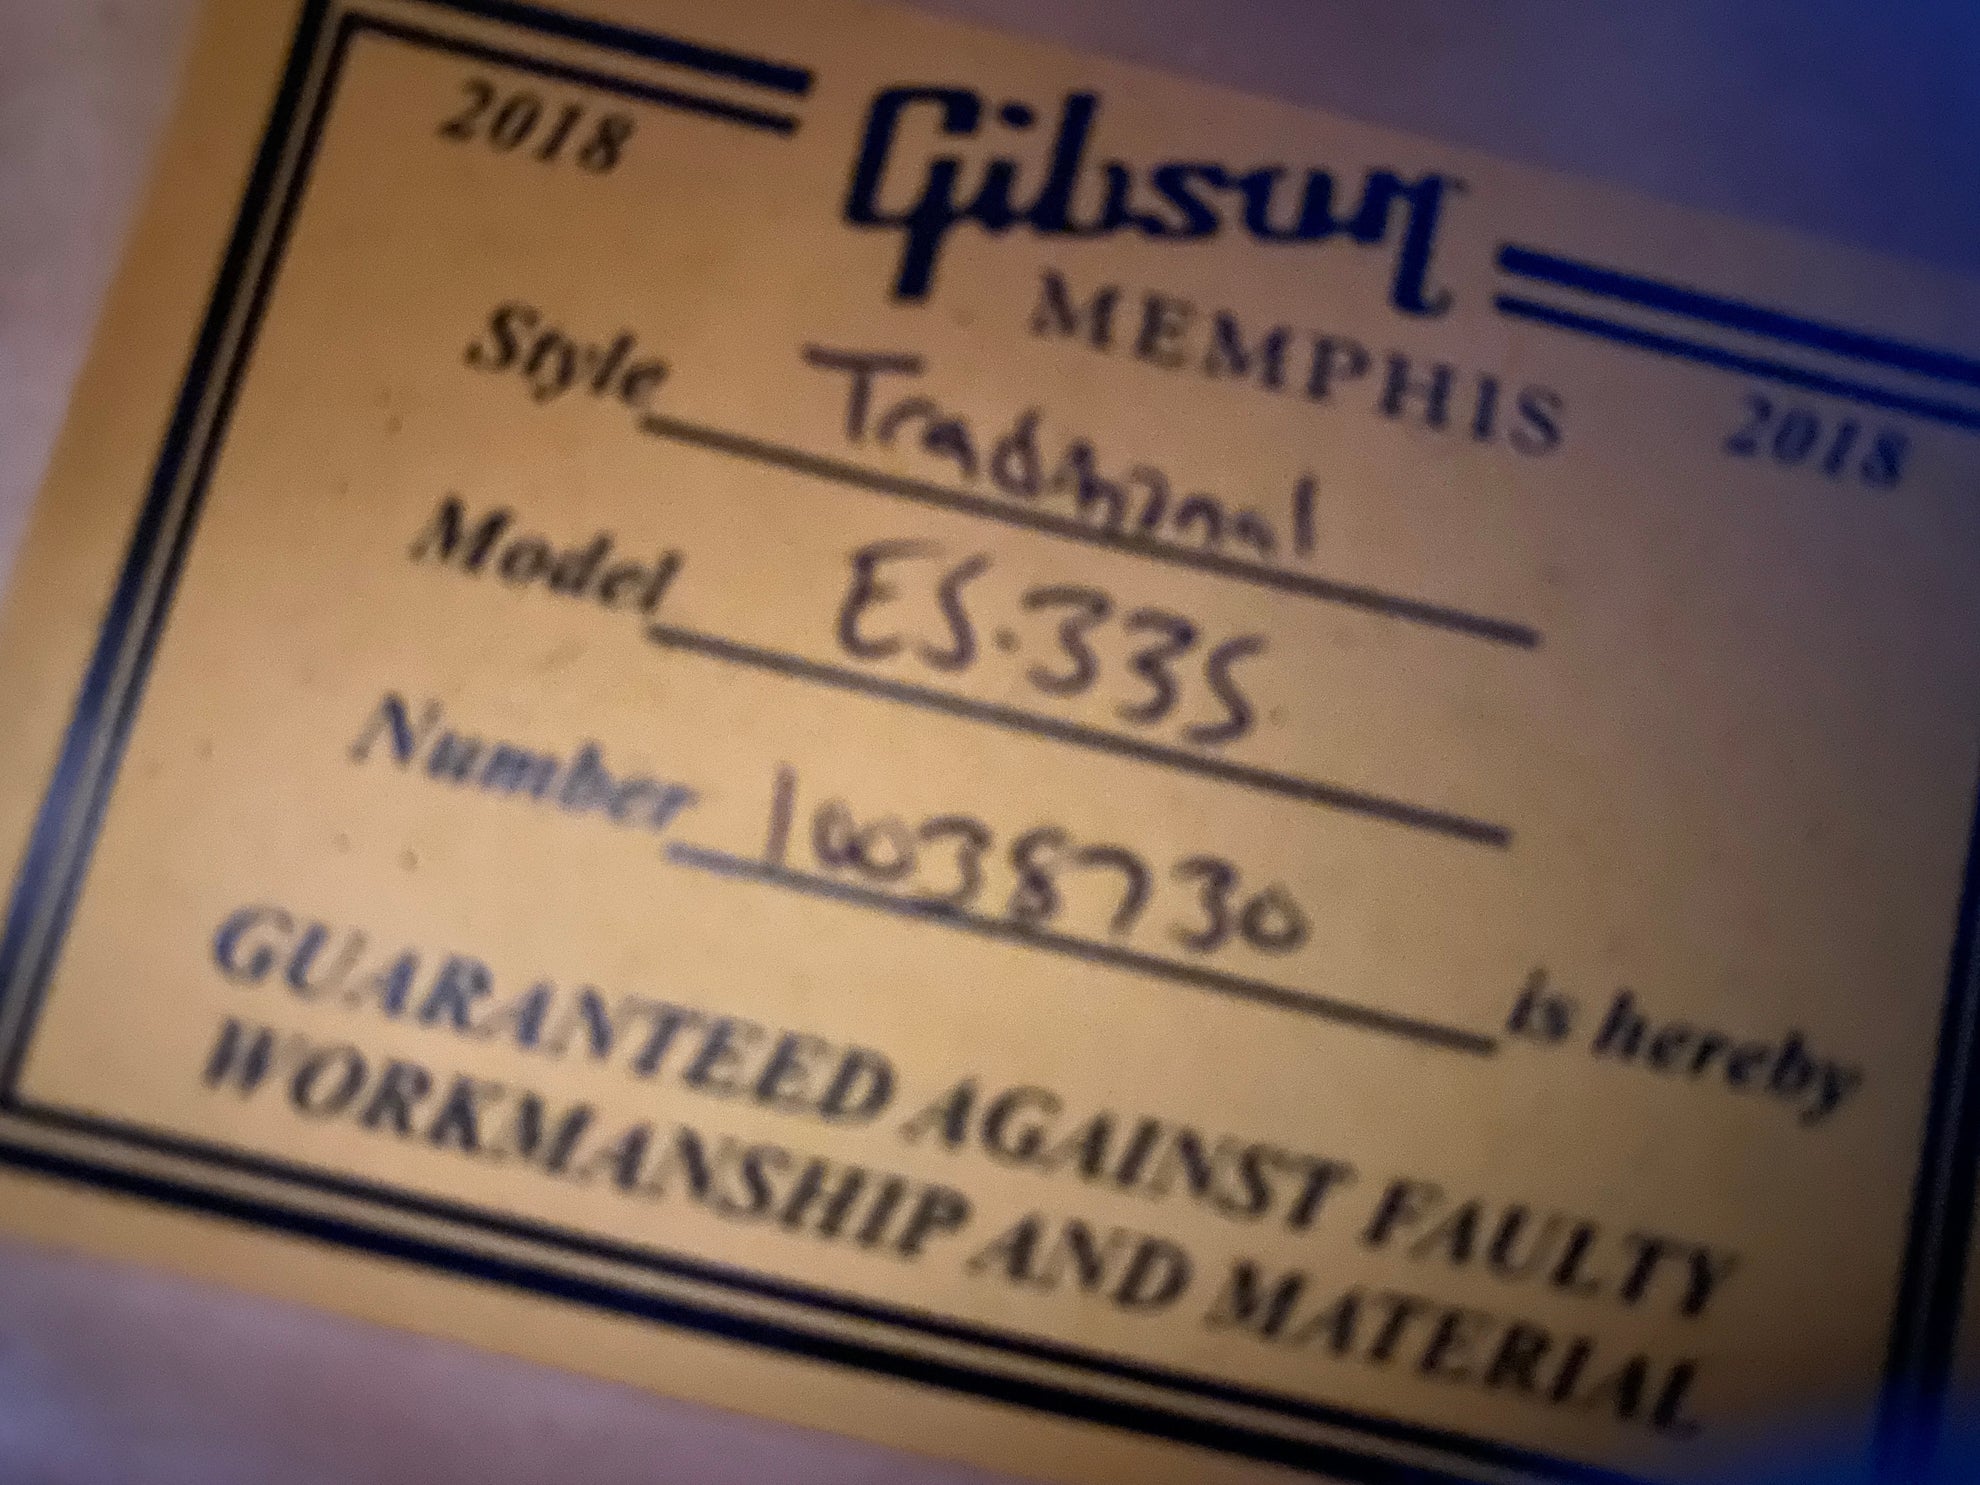 2018 Gibson
MEMPHIS 2018
Style Traditional
Model ES-335
Number 10038730 is hereby
GUARANTEED AGAINST FAULTY
WORKMANSHIP AND MATERIAL